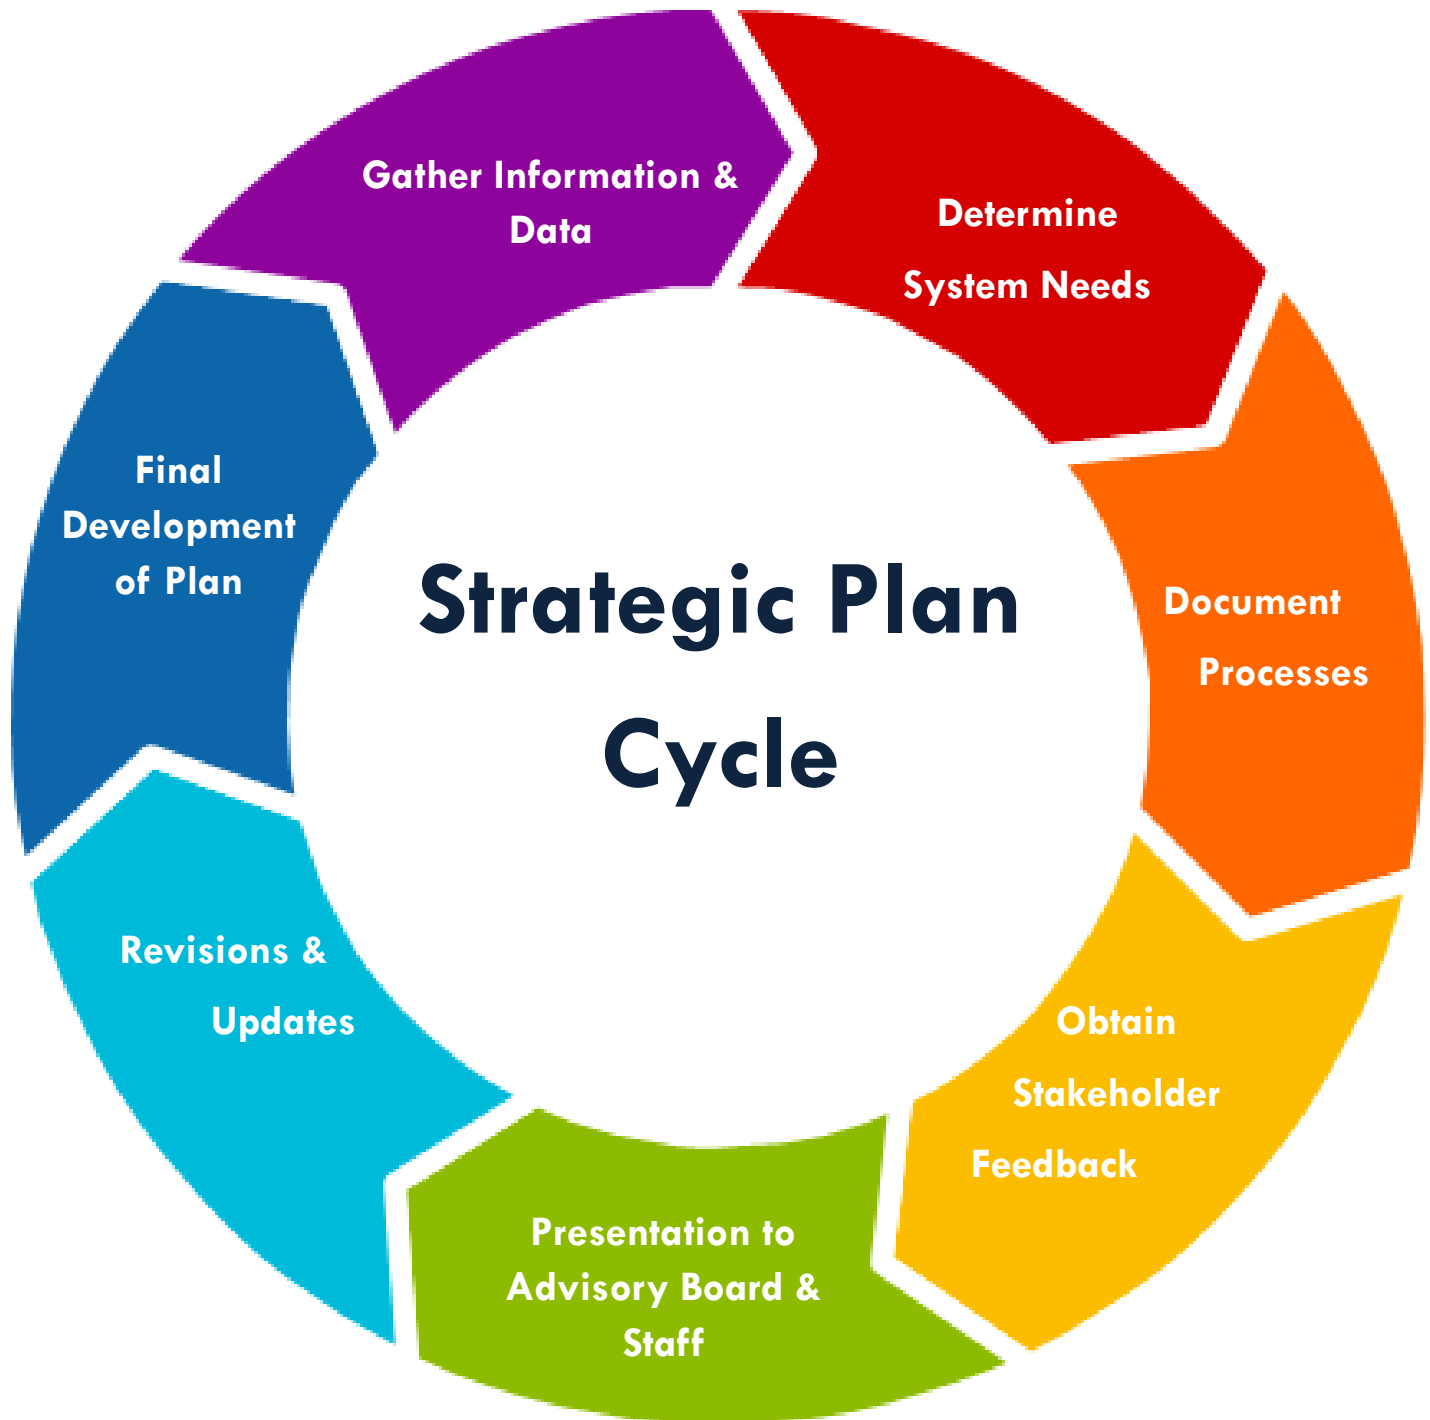 Gather Information &
Data
Determine
System Needs
Document
Processes
Obtain
Stakeholder
Feedback
Presentation to
Advisory Board &
Staff
Revisions &
Updates
Final
Development
of Plan
Strategic Plan
Cycle